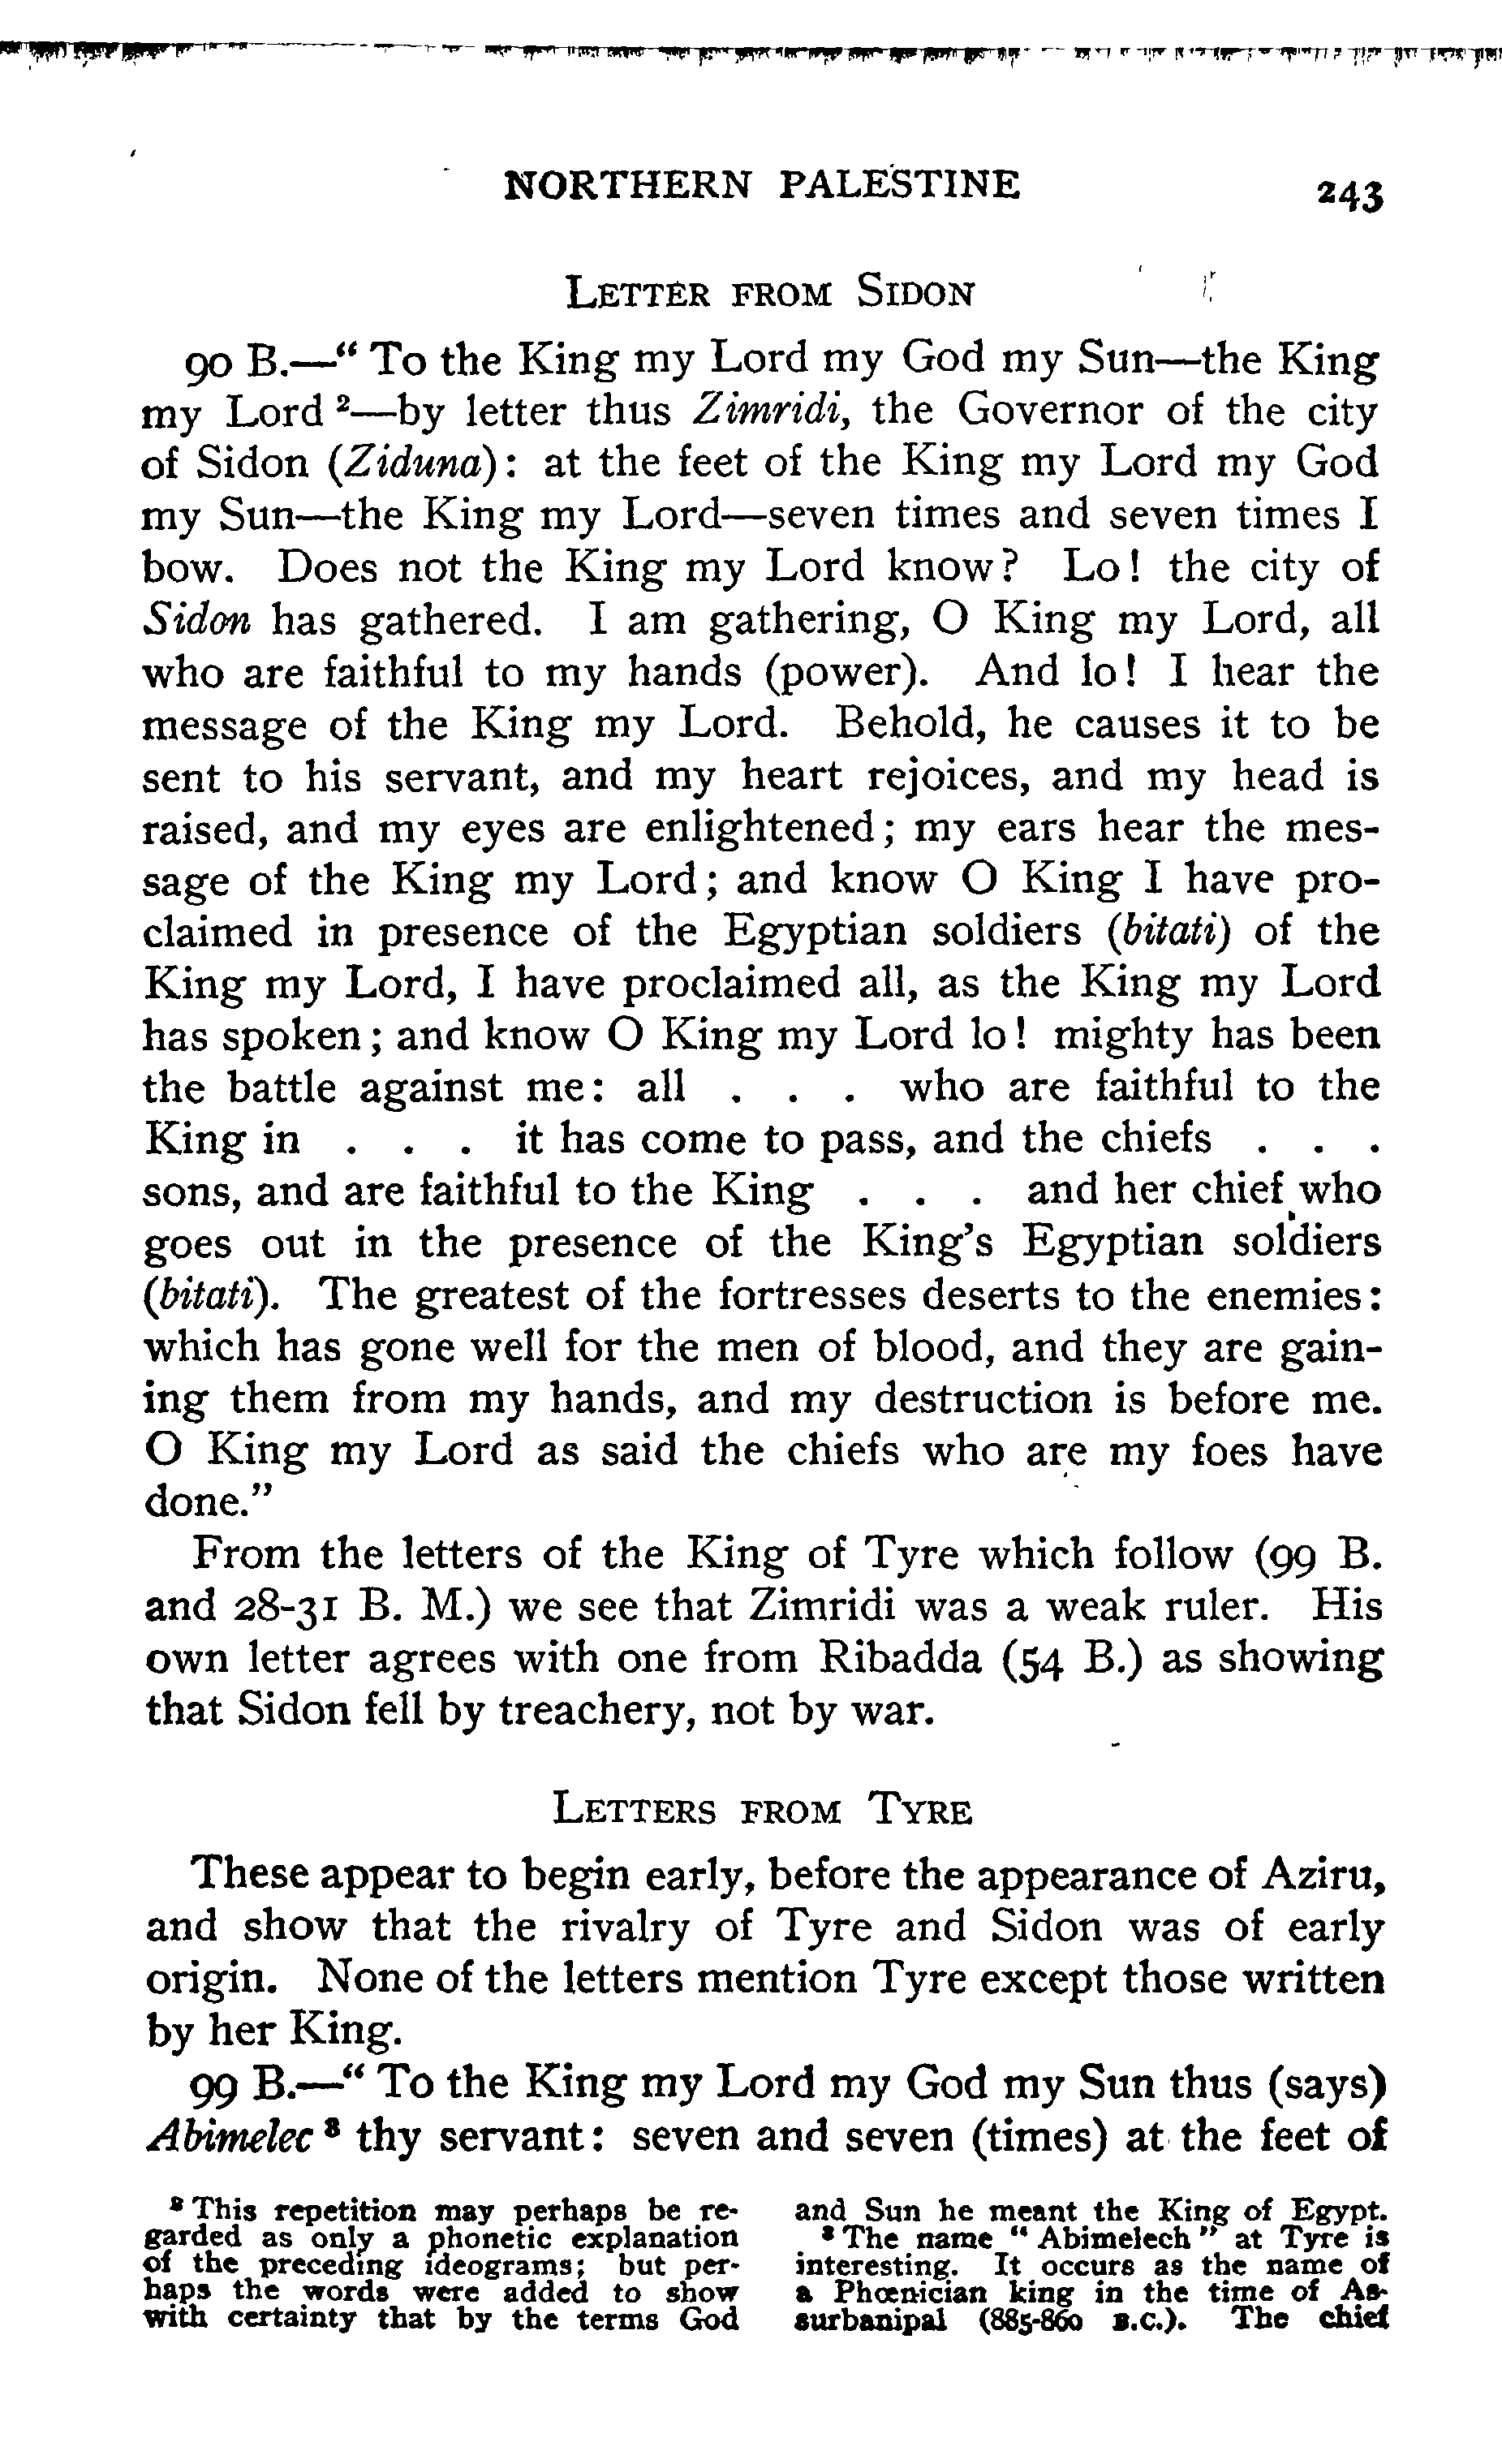 NORTHERN PALESTINE 243
LETTER FROM SIDON
90 B.—“ To the King my Lord my God my Sun—the King
my Lord ²—by letter thus Zimridi, the Governor of the city
of Sidon (Ziduna): at the feet of the King my Lord my God
my Sun—the King my Lord—seven times and seven times I
bow. Does not the King my Lord know? Lo! the city of
Sidon has gathered. I am gathering, O King my Lord, all
who are faithful to my hands (power). And lo! I hear the
message of the King my Lord. Behold, he causes it to be
sent to his servant, and my heart rejoices, and my head is
raised, and my eyes are enlightened; my ears hear the mes-
sage of the King my Lord; and know O King I have pro-
claimed in presence of the Egyptian soldiers (bitati) of the
King my Lord, I have proclaimed all, as the King my Lord
has spoken; and know O King my Lord lo! mighty has been
the battle against me: all . . . who are faithful to the
King in . . . it has come to pass, and the chiefs . . .
sons, and are faithful to the King . . . and her chief who
goes out in the presence of the King’s Egyptian soldiers
(bitati). The greatest of the fortresses deserts to the enemies:
which has gone well for the men of blood, and they are gain-
ing them from my hands, and my destruction is before me.
O King my Lord as said the chiefs who are my foes have
done.”
From the letters of the King of Tyre which follow (99 B.
and 28-31 B. M.) we see that Zimridi was a weak ruler. His
own letter agrees with one from Ribadda (54 B.) as showing
that Sidon fell by treachery, not by war.
LETTERS FROM TYRE
These appear to begin early, before the appearance of Aziru,
and show that the rivalry of Tyre and Sidon was of early
origin. None of the letters mention Tyre except those written
by her King.
99 B.—“ To the King my Lord my God my Sun thus (says)
Abimelec ³ thy servant: seven and seven (times) at the feet of
² This repetition may perhaps be re-
garded as only a phonetic explanation
of the preceding ideograms; but per-
haps the words were added to show
with certainty that by the terms God
and Sun he meant the King of Egypt.
³ The name “ Abimelech ” at Tyre is
interesting. It occurs as the name of
a Phœnician king in the time of As-
surbanipal (885-860 B.C.). The chief